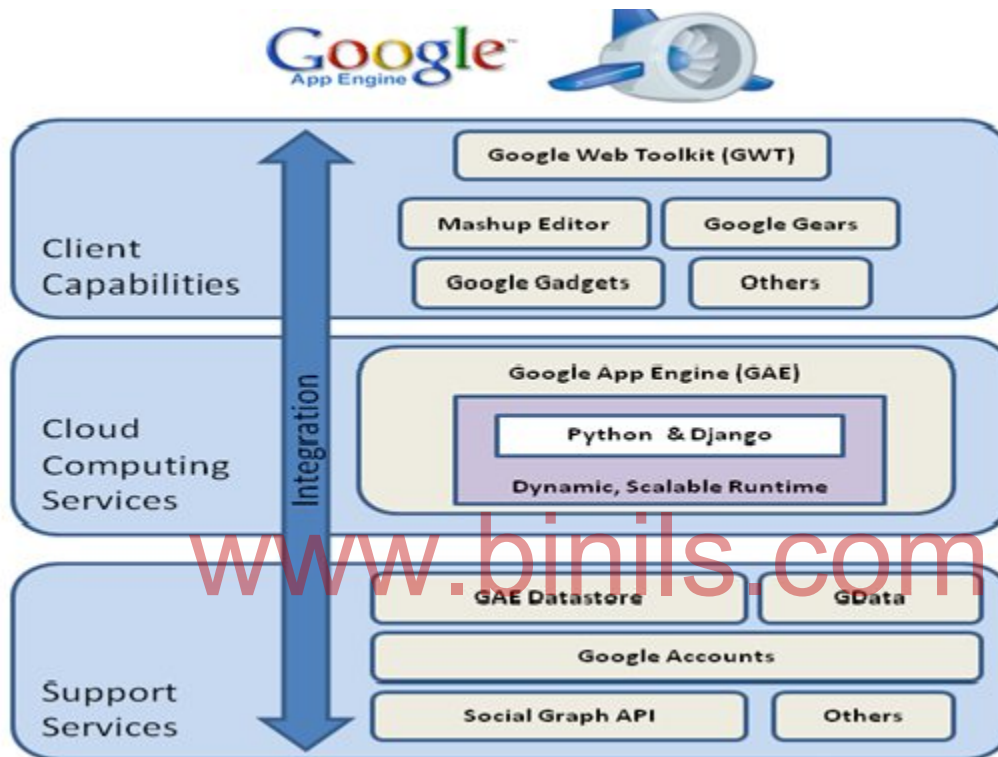 Google™
App Engine
Google Web Toolkit (GWT)
Mashup Editor
Google Gears
Client
Capabilities
Google Gadgets
Others
Integration
Google App Engine (GAE)
Cloud
Computing
Services
Python & Django
Dynamic, Scalable Runtime
www.binils.com
GAE Datastore
GData
Google Accounts
Support
Services
Social Graph API
Others